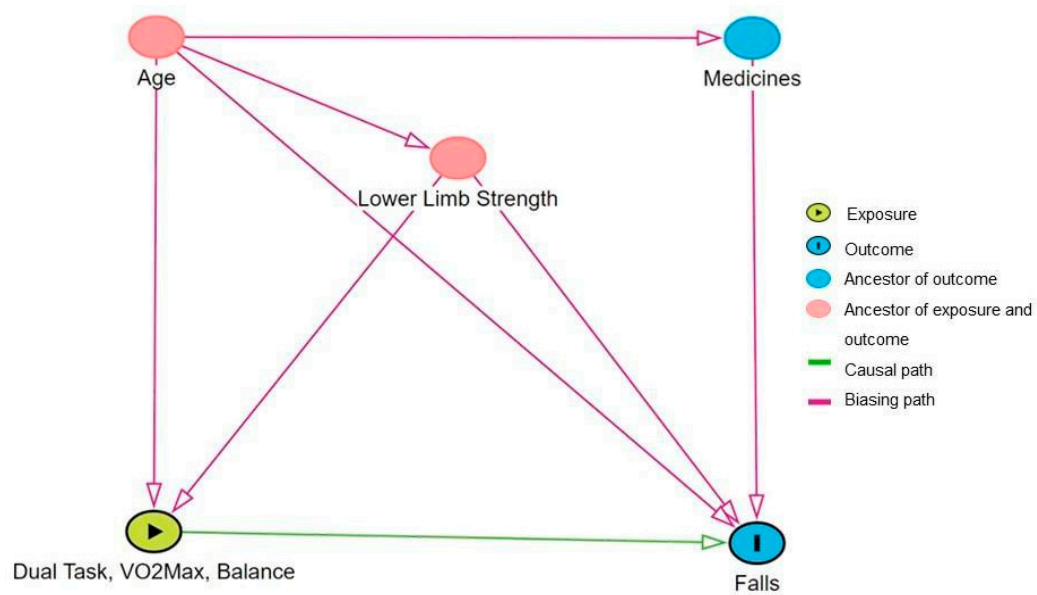 Age
Medicines
Lower Limb Strength
Dual Task, VO2Max, Balance
Falls
Exposure
Outcome
Ancestor of outcome
Ancestor of exposure and
outcome
Causal path
Biasing path